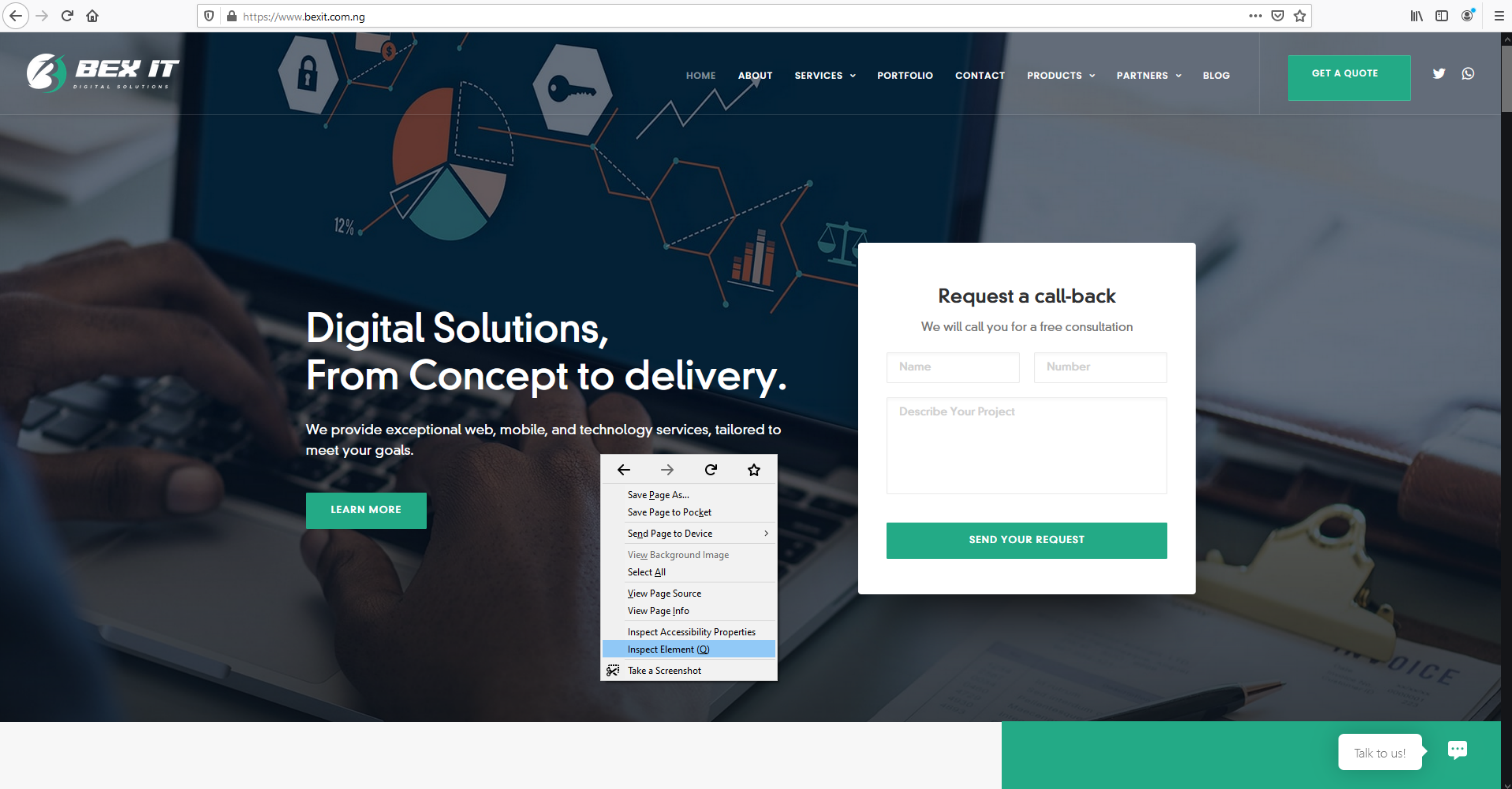 https://www.bexit.com.ng
BEX IT
DIGITAL SOLUTIONS
HOME
ABOUT
SERVICES
PORTFOLIO
CONTACT
PRODUCTS
PARTNERS
BLOG
GET A QUOTE
12%
Digital Solutions,
From Concept to delivery.
We provide exceptional web, mobile, and technology services, tailored to
meet your goals.
LEARN MORE
Request a call-back
We will call you for a free consultation
Name
Number
Describe Your Project
SEND YOUR REQUEST
Save Page As...
Save Page to Pocket
Send Page to Device
View Background Image
Select All
View Page Source
View Page Info
Inspect Accessibility Properties
Inspect Element (Q)
Take a Screenshot
INVOICE
Talk to us!